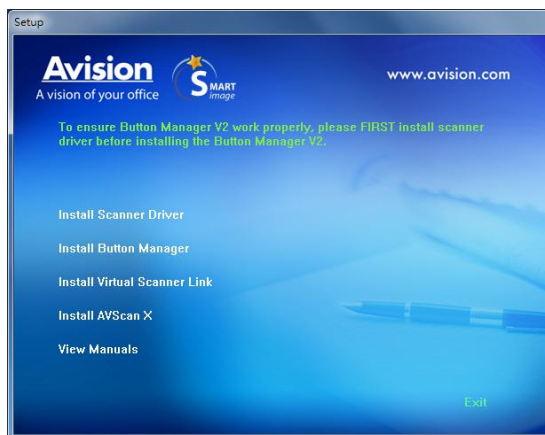 Setup
Avision
A vision of your office
SMART
image
www.avision.com
To ensure Button Manager V2 work properly, please FIRST install scanner
driver before installing the Button Manager V2.
Install Scanner Driver
Install Button Manager
Install Virtual Scanner Link
Install AVScan X
View Manuals
Exit